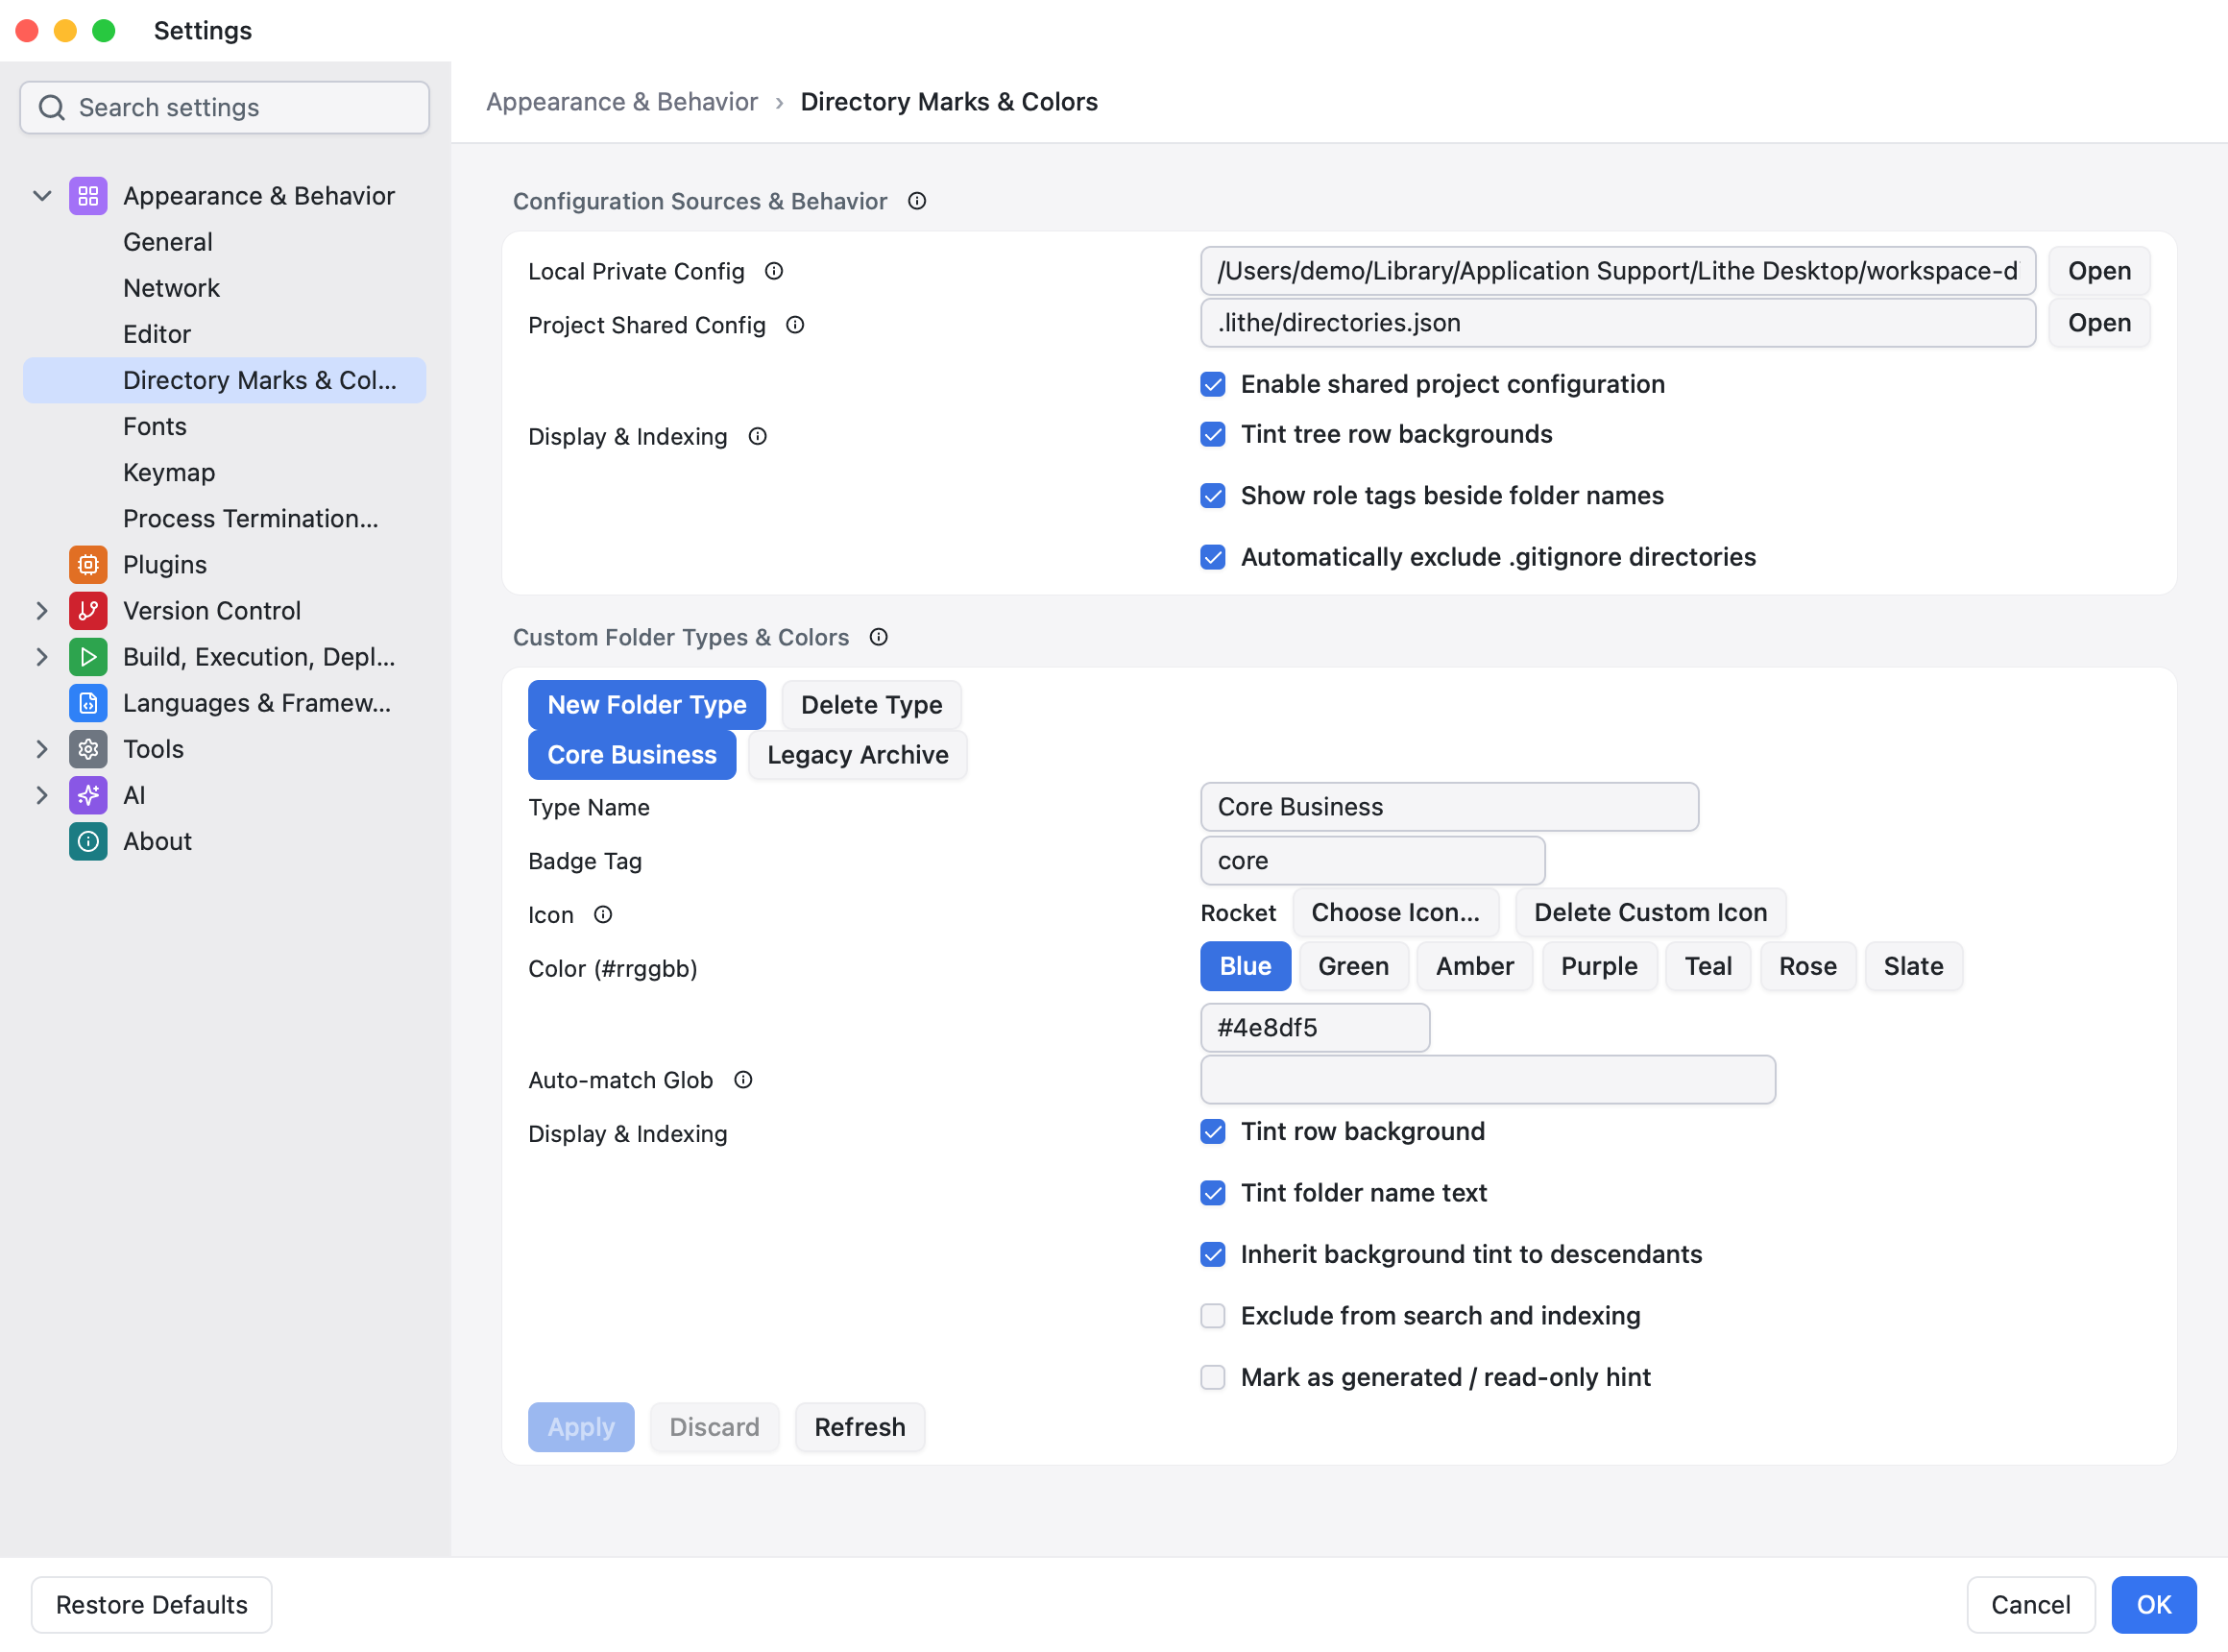 Settings
Search settings
Appearance & Behavior
General
Network
Editor
Directory Marks & Col...
Fonts
Keymap
Process Termination...
Plugins
Version Control
Build, Execution, Depl...
Languages & Framew...
Tools
AI
About
Appearance & Behavior › Directory Marks & Colors
Configuration Sources & Behavior
Local Private Config
/Users/demo/Library/Application Support/Lithe Desktop/workspace-d
Open
Project Shared Config
.lithe/directories.json
Open
Enable shared project configuration
Display & Indexing
Tint tree row backgrounds
Show role tags beside folder names
Automatically exclude .gitignore directories
Custom Folder Types & Colors
New Folder Type
Delete Type
Core Business
Legacy Archive
Type Name
Core Business
Badge Tag
core
Icon
Rocket
Choose Icon...
Delete Custom Icon
Color (#rrggbb)
Blue
Green
Amber
Purple
Teal
Rose
Slate
#4e8df5
Auto-match Glob
Display & Indexing
Tint row background
Tint folder name text
Inherit background tint to descendants
Exclude from search and indexing
Mark as generated / read-only hint
Apply
Discard
Refresh
Restore Defaults
Cancel
OK